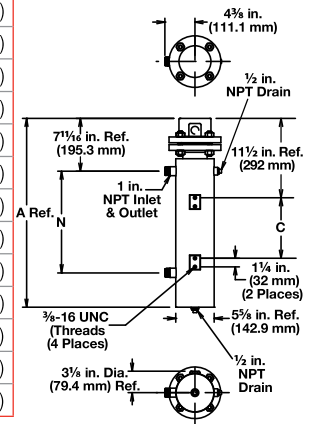 4⅜ in.
(111.1 mm)
½ in.
NPT Drain
7¹¹⁄₁₆ in. Ref.
(195.3 mm)
11½ in. Ref.
(292 mm)
1 in.
NPT Inlet
& Outlet
A Ref.
N
C
1¼ in.
(32 mm)
(2 Places)
⅜-16 UNC
(Threads
(4 Places)
5⅝ in. Ref.
(142.9 mm)
3⅛ in. Dia.
(79.4 mm) Ref.
½ in.
NPT
Drain